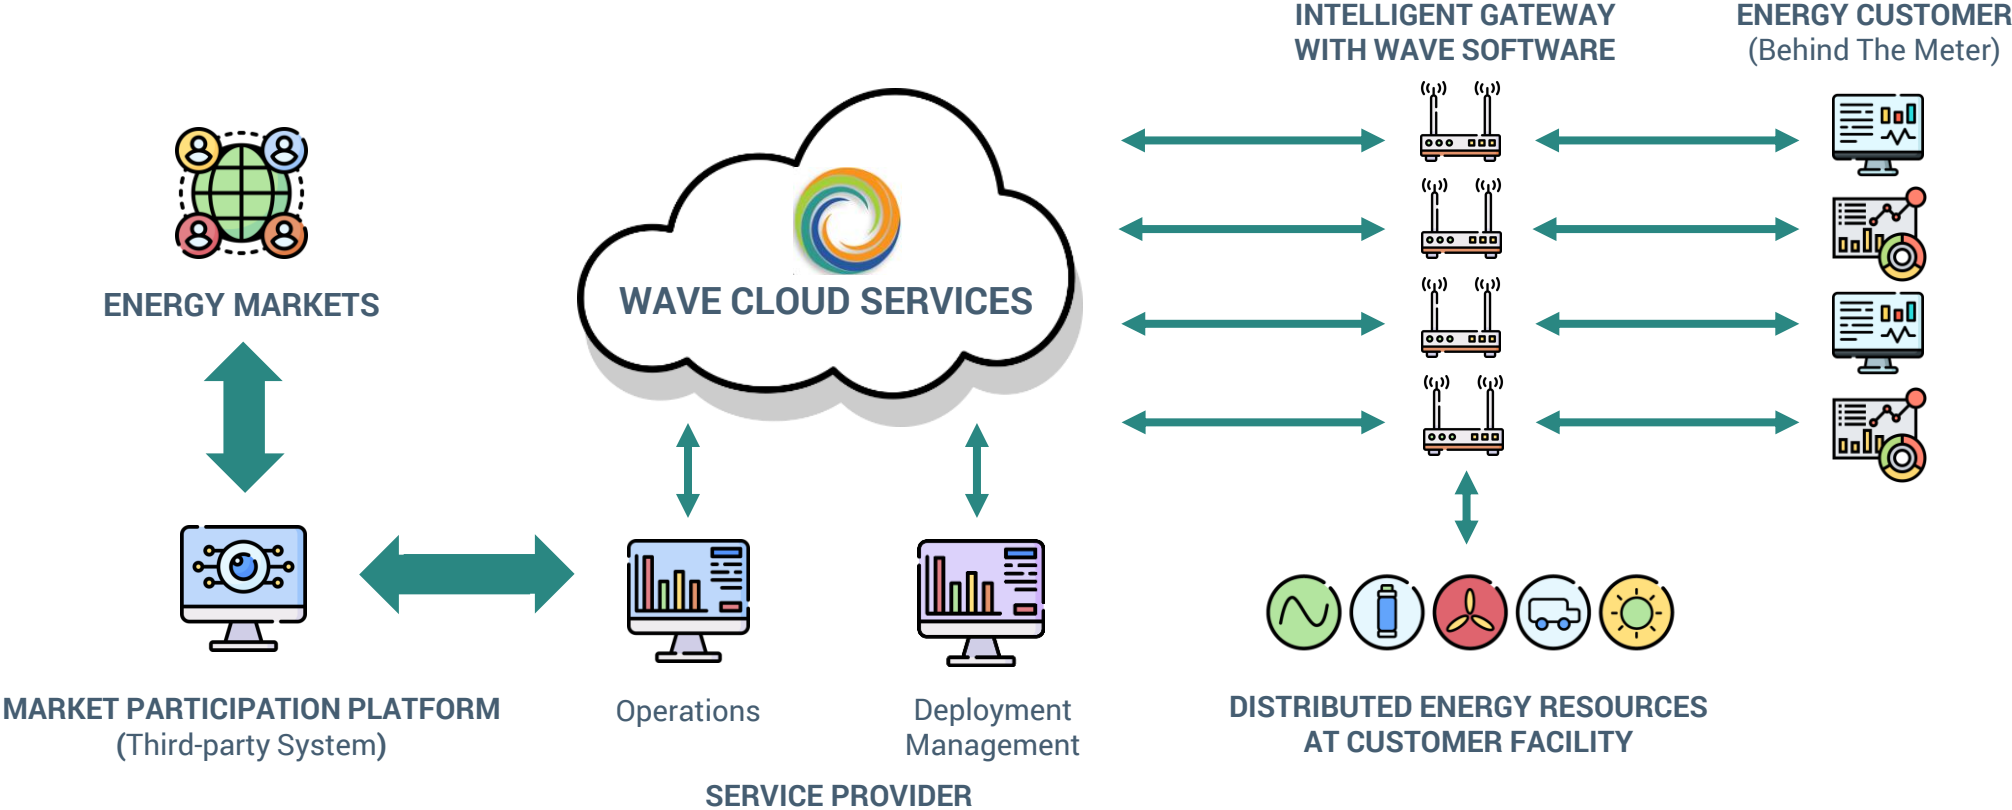 INTELLIGENT GATEWAY
WITH WAVE SOFTWARE
ENERGY CUSTOMER
(Behind The Meter)
ENERGY MARKETS
WAVE CLOUD SERVICES
MARKET PARTICIPATION PLATFORM
(Third-party System)
Operations
Deployment
Management
SERVICE PROVIDER
DISTRIBUTED ENERGY RESOURCES
AT CUSTOMER FACILITY